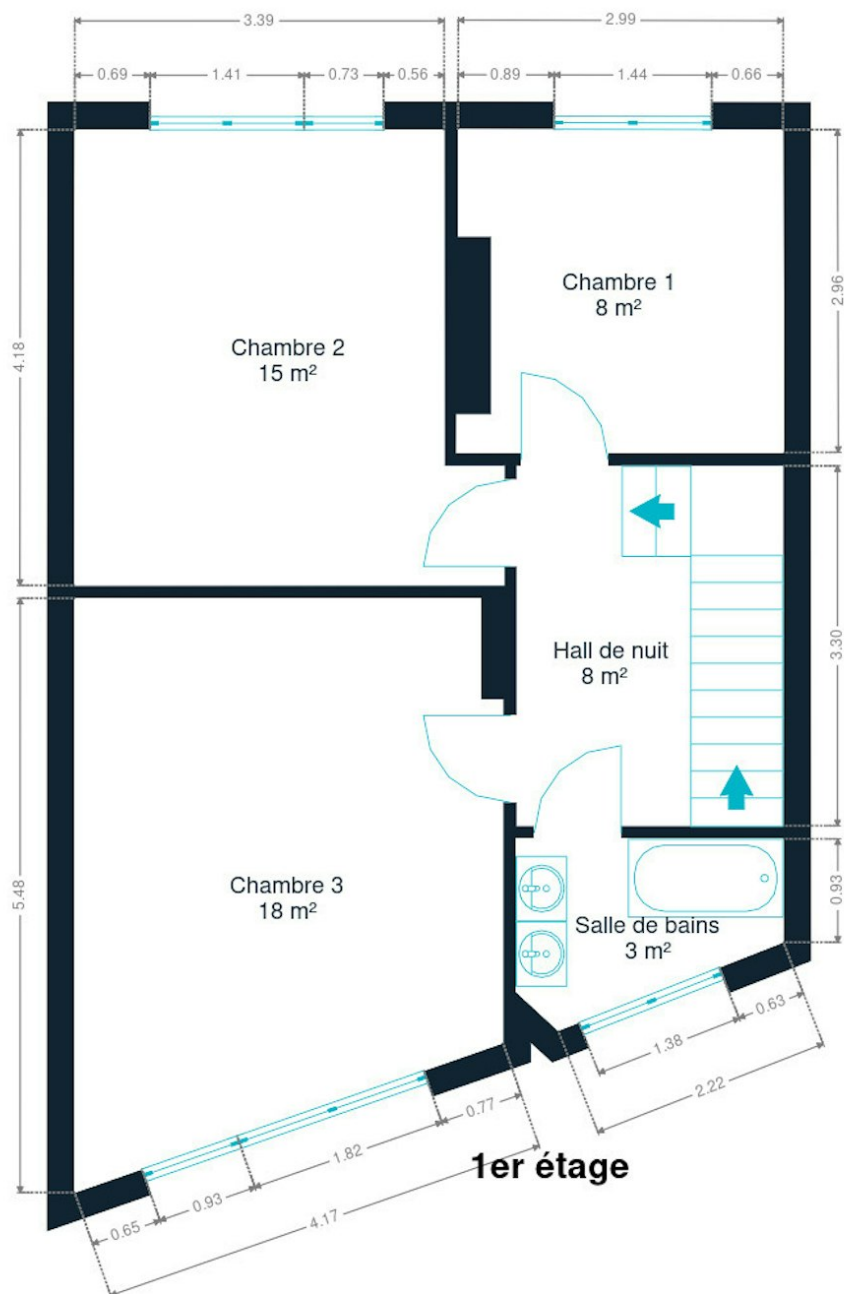 3.39
2.99
0.69
1.41
0.73
0.56
0.89
1.44
0.66
4.18
2.96
Chambre 1
8 m²
Chambre 2
15 m²
3.30
Hall de nuit
8 m²
5.48
Chambre 3
18 m²
0.93
Salle de bains
3 m²
1.38
0.63
2.22
0.77
1.82
0.93
0.65
4.17
1er étage